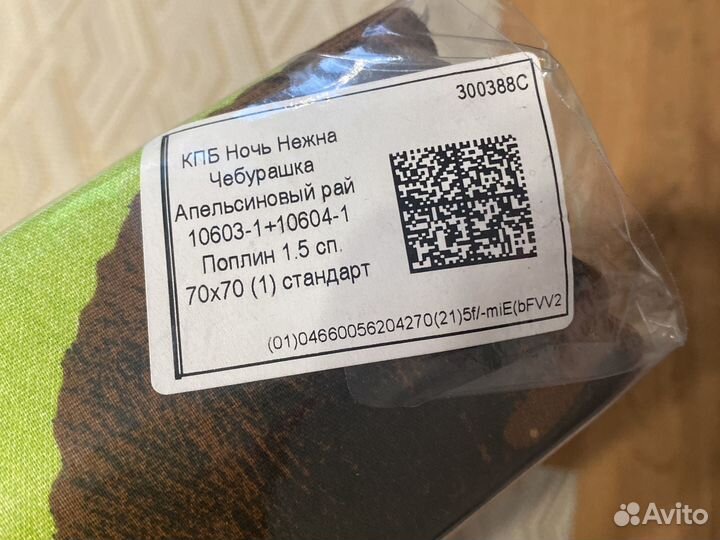 300388C
КПБ Ночь Нежна
Чебурашка
Апельсиновый рай
10603-1+10604-1
Поплин 1.5 сп.
70х70 (1) стандарт
(01)04660056204270(21)5f/-miE(bFVV2
Avito